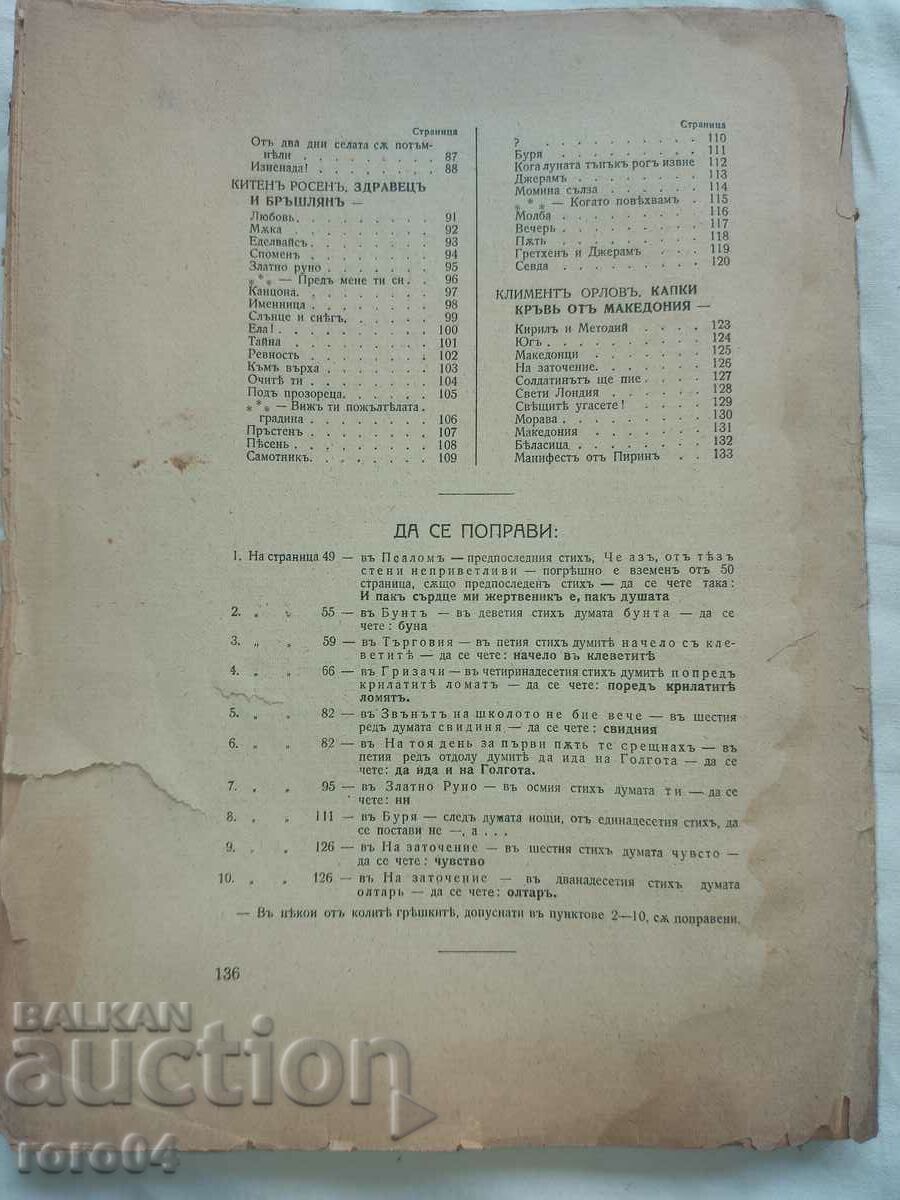 Страница
Отъ два дни селата сѫ потъм-
нѣли . . . . . . . . . 87
Изненада! . . . . . . . . 88
КИТЕНЪ РОСЕНЪ, ЗДРАВЕЦЪ
И БРЪШЛЯНЪ —
Любовь. . . . . . . . . . 91
Мѫка . . . . . . . . . . 92
Еделвайсъ. . . . . . . . . 93
Споменъ . . . . . . . . . 94
Златно руно . . . . . . . . 95
*** — Предъ мене ти си . . 96
Канцона. . . . . . . . . . 97
Именница . . . . . . . . . 98
Слънце и снѣгъ. . . . . . . 99
Ела! . . . . . . . . . . 100
Тайна . . . . . . . . . . 101
Ревность . . . . . . . . . 102
Къмъ върха . . . . . . . . 103
Очитѣ ти . . . . . . . . . 104
Подъ прозореца. . . . . . . 105
*** — Вижъ ти пожълтѣлата
градина . . . . . . . . . 106
Пръстенъ . . . . . . . . . 107
Пѣсень . . . . . . . . . . 108
Самотникъ. . . . . . . . . 109
Страница
? . . . . . . . . . . 110
Буря . . . . . . . . . . 111
Кога луната тънъкъ рогъ извие 112
Джерамъ . . . . . . . . . 113
Момина сълза . . . . . . . 114
*** — Когато повѣхвамъ . 115
Молба . . . . . . . . . . 116
Вечерь . . . . . . . . . . 117
Пѫть . . . . . . . . . . 118
Гретхенъ и Джерамъ . . . . 119
Севда . . . . . . . . . . 120
КЛИМЕНТЪ ОРЛОВЪ, КАПКИ
КРЪВЬ ОТЪ МАКЕДОНИЯ —
Кирилъ и Методий . . . . 123
Югъ . . . . . . . . . . 124
Македонци . . . . . . . 125
На заточение. . . . . . . 126
Солдатинътъ ще пие . . . . 127
Свети Лондия . . . . . . . 128
Свѣщитѣ угасете! . . . . . 129
Морава . . . . . . . . . 130
Македония . . . . . . . . 131
Бѣласица. . . . . . . . . 132
Манифестъ отъ Пиринъ . . 133
ДА СЕ ПОПРАВИ:
1. На страница 49 — въ Псаломъ — предпоследния стихъ, Че азъ, отъ тѣзъ
стени неприветливи — погрѣшно е вземенъ отъ 50
страница, сѫщо предпоследенъ стихъ — да се чете така:
И пакъ сърдце ми жертвеникъ е, пакъ душата
2. „ „ 55 — въ Бунтъ — въ деветия стихъ думата бунта — да се
чете: буна
3. „ „ 59 — въ Търговия — въ петия стихъ думитѣ начело съ кле-
ветитѣ — да се чете: начело въ клеветитѣ
4. „ „ 66 — въ Гризачи — въ четиринадесетия стихъ думитѣ попредъ
крилатитѣ ломатъ — да се чете: поредъ крилатитѣ
ломятъ.
5. „ „ 82 — въ Звънътъ на школото не бие вече — въ шестия
редъ думата свидиня — да се чете: свидния
6. „ „ 82 — въ На тоя день за първи пѫть те срещнахъ — въ
петия редъ отдолу думитѣ да ида на Голгота — да се
чете: да ида и на Голгота.
7. „ „ 95 — въ Златно Руно — въ осмия стихъ думата ти — да се
чете: ни
8. „ „ 111 — въ Буря — следъ думата нощи, отъ единадесетия стихъ, да
се постави не —, а . . .
9. „ „ 126 — въ На заточение — въ шестия стихъ думата чувсто —
да се чете: чувство
10. „ „ 126 — въ На заточение — въ дванадесетия стихъ думата
олтарь — да се чете: олтаръ.
— Въ нѣкои отъ колитѣ грѣшкитѣ, допуснати въ пунктове 2—10, сѫ поправени.
136
BALKAN
auction
roro04